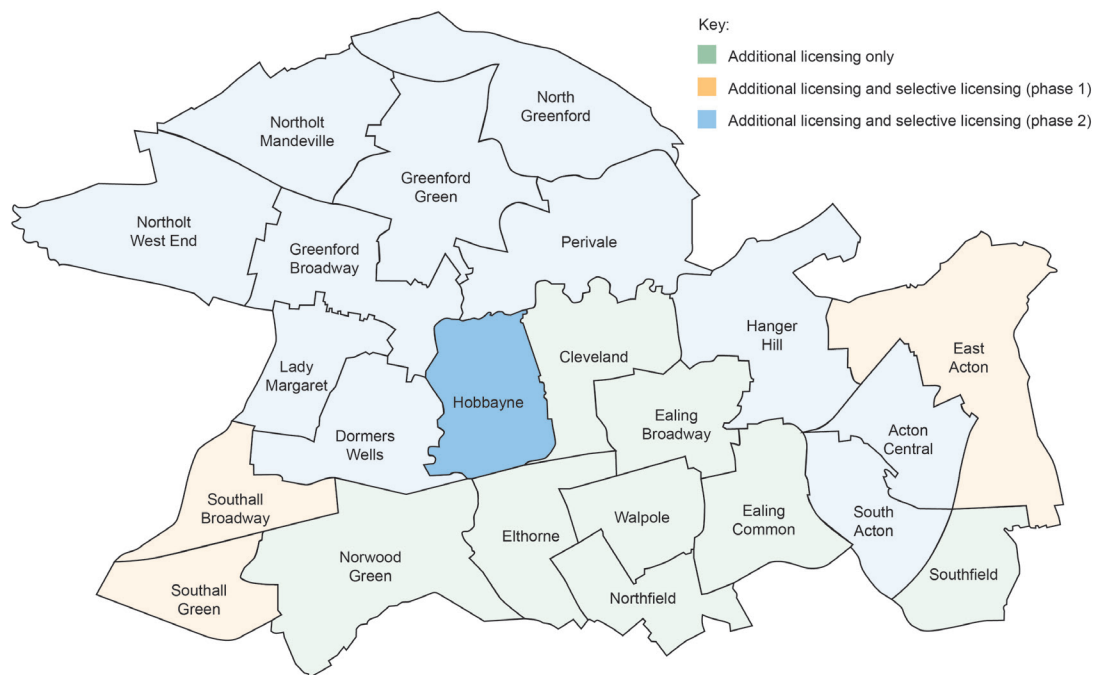 Key:
Additional licensing only
Additional licensing and selective licensing (phase 1)
Additional licensing and selective licensing (phase 2)
North
Greenford
Northolt
Mandeville
Greenford
Green
Northolt
West End
Greenford
Broadway
Perivale
Hanger
Hill
East
Acton
Lady
Margaret
Cleveland
Hobbayne
Ealing
Broadway
Dormers
Wells
Acton
Central
Southall
Broadway
Walpole
Ealing
Common
South
Acton
Elthorne
Norwood
Green
Southall
Green
Northfield
Southfield